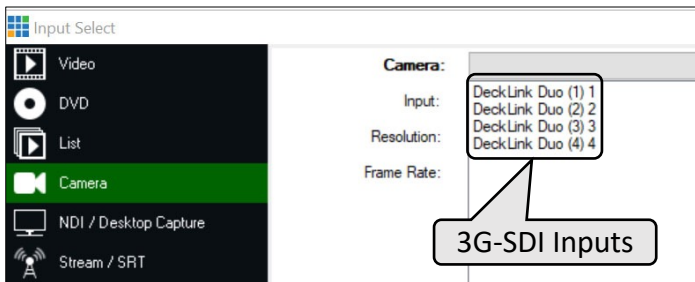 Input Select
Video
DVD
List
Camera
NDI / Desktop Capture
Stream / SRT
Camera:
Input:
Resolution:
Frame Rate:
DeckLink Duo (1) 1
DeckLink Duo (2) 2
DeckLink Duo (3) 3
DeckLink Duo (4) 4
3G-SDI Inputs